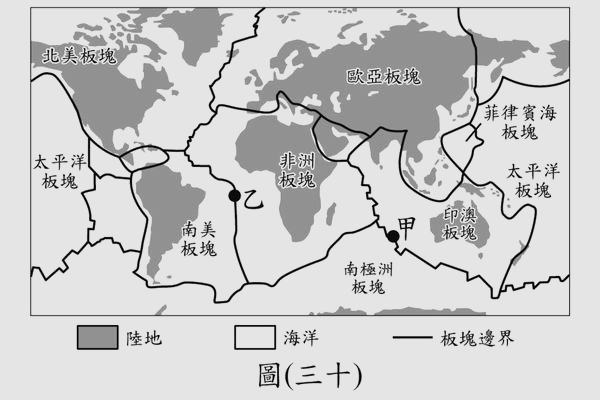 北美板塊
歐亞板塊
菲律賓海
板塊
太平洋
板塊
非洲
板塊
太平洋
板塊
乙
印澳
板塊
甲
南美
板塊
南極洲
板塊
陸地
海洋
板塊邊界
圖(三十)